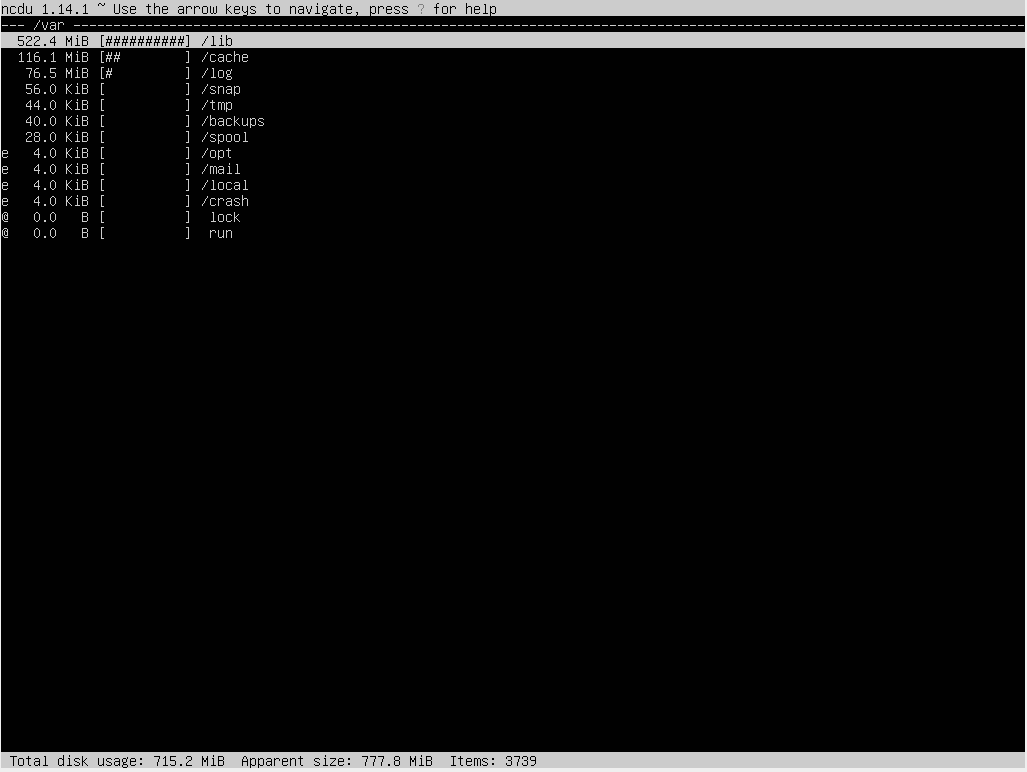 ncdu 1.14.1 ~ Use the arrow keys to navigate, press ? for help
--- /var -----------------------------------------------------------------------------------------------------------------------
  522.4 MiB [##########] /lib
  116.1 MiB [##        ] /cache
   76.5 MiB [#         ] /log
   56.0 KiB [          ] /snap
   44.0 KiB [          ] /tmp
   40.0 KiB [          ] /backups
   28.0 KiB [          ] /spool
e   4.0 KiB [          ] /opt
e   4.0 KiB [          ] /mail
e   4.0 KiB [          ] /local
e   4.0 KiB [          ] /crash
@   0.0   B [          ]  lock
@   0.0   B [          ]  run
 Total disk usage: 715.2 MiB  Apparent size: 777.8 MiB  Items: 3739